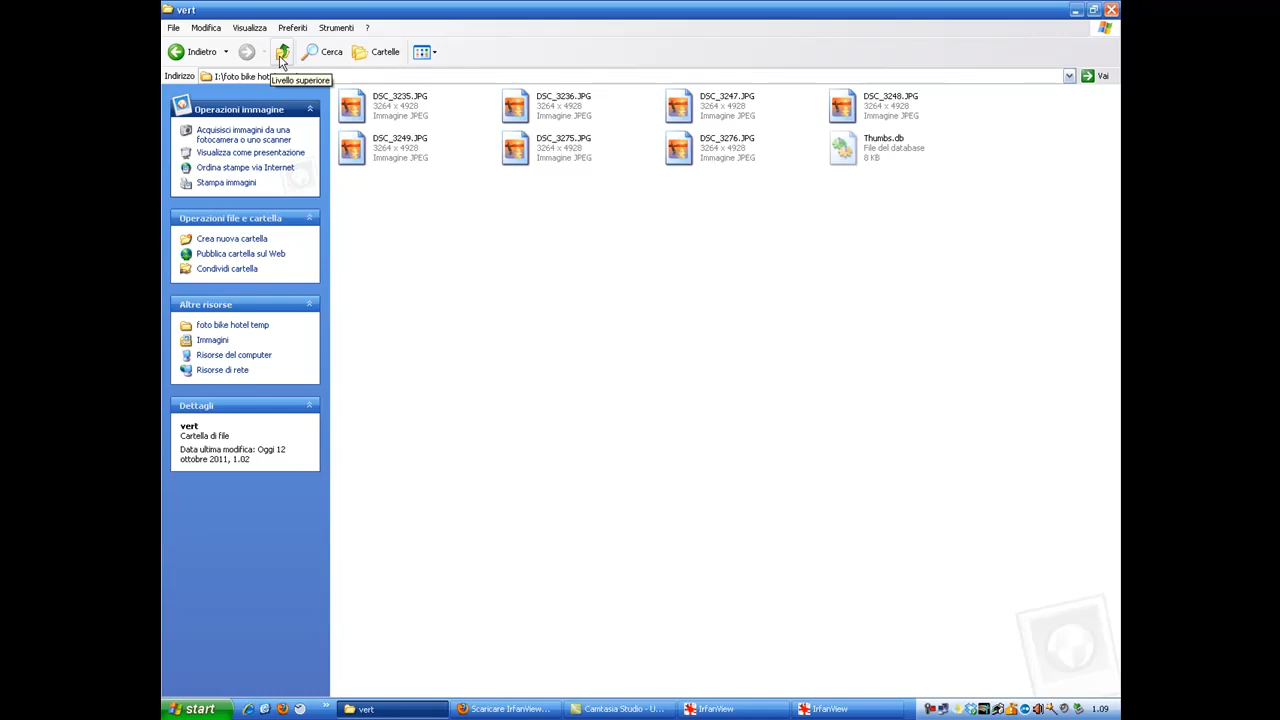 vert
File Modifica Visualizza Preferiti Strumenti ?
Indietro Cerca Cartelle
Livello superiore
Indirizzo I:\foto bike hot Vai
Operazioni immagine
Acquisisci immagini da una
fotocamera o uno scanner
Visualizza come presentazione
Ordina stampe via Internet
Stampa immagini
Operazioni file e cartella
Crea nuova cartella
Pubblica cartella sul Web
Condividi cartella
Altre risorse
foto bike hotel temp
Immagini
Risorse del computer
Risorse di rete
Dettagli
vert
Cartella di file
Data ultima modifica: Oggi 12
ottobre 2011, 1.02
DSC_3235.JPG
3264 x 4928
Immagine JPEG
DSC_3236.JPG
3264 x 4928
Immagine JPEG
DSC_3247.JPG
3264 x 4928
Immagine JPEG
DSC_3248.JPG
3264 x 4928
Immagine JPEG
DSC_3249.JPG
3264 x 4928
Immagine JPEG
DSC_3275.JPG
3264 x 4928
Immagine JPEG
DSC_3276.JPG
3264 x 4928
Immagine JPEG
Thumbs.db
File del database
8 KB
start vert Scaricare IrfanView... Camtasia Studio - U... IrfanView IrfanView 1.09